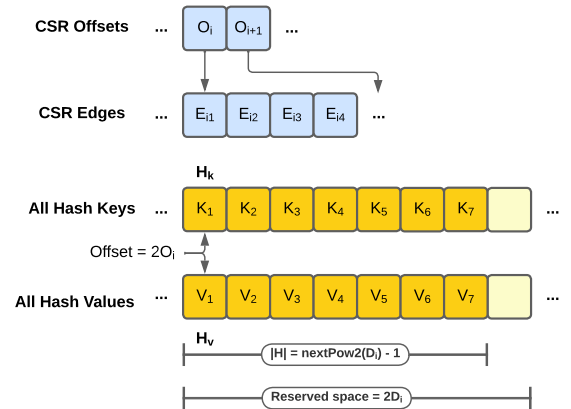 CSR Offsets ... Oᵢ Oᵢ₊₁ ...
CSR Edges ... Eᵢ₁ Eᵢ₂ Eᵢ₃ Eᵢ₄ ...
Hₖ
All Hash Keys ... K₁ K₂ K₃ K₄ K₅ K₆ K₇ ...
Offset = 2Oᵢ
All Hash Values ... V₁ V₂ V₃ V₄ V₅ V₆ V₇ ...
Hᵥ
|H| = nextPow2(Dᵢ) - 1
Reserved space = 2Dᵢ